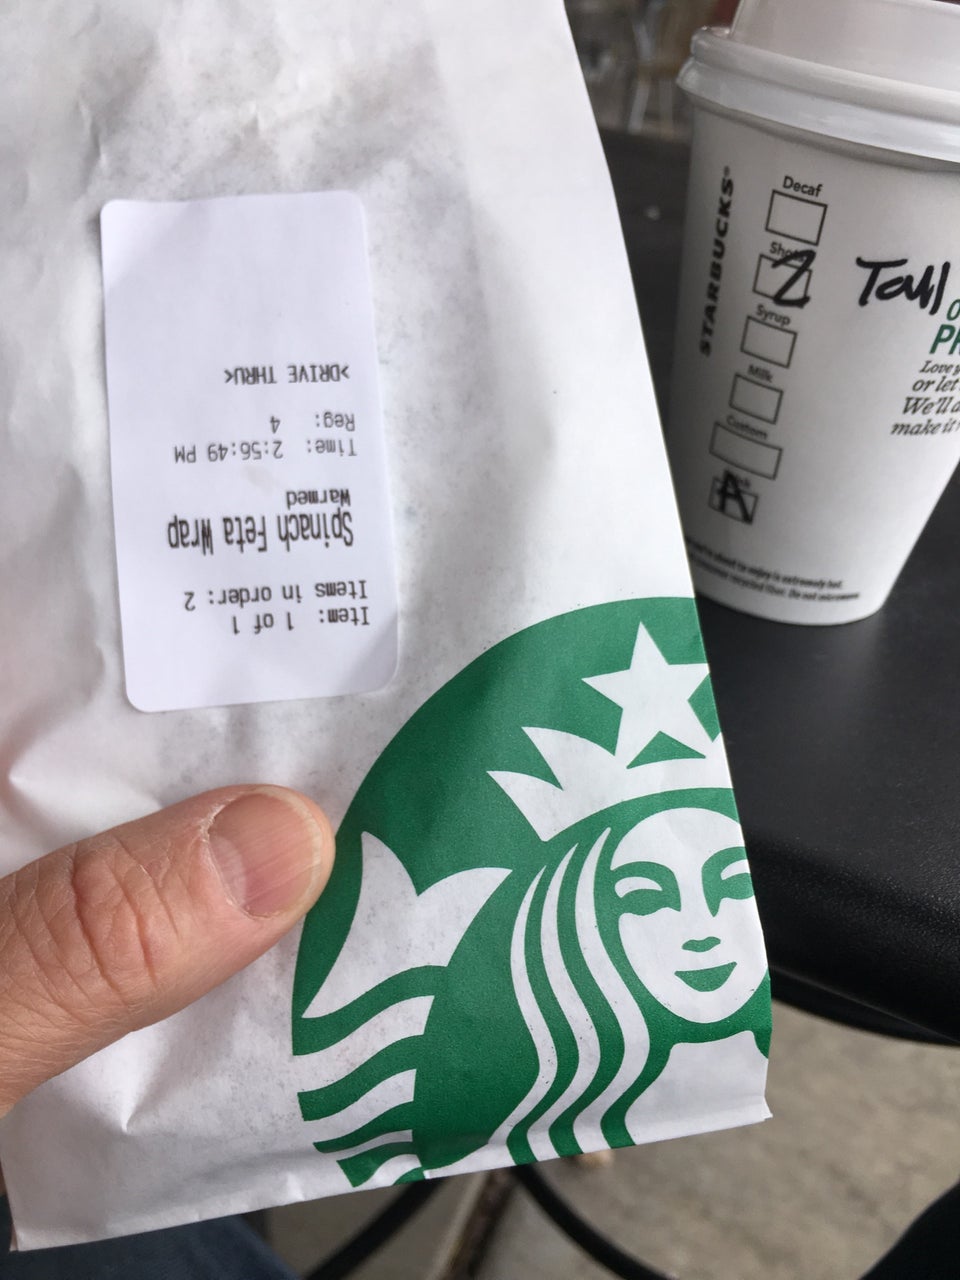 Item: 1 of 1
Items in order: 2
Spinach Feta Wrap
Warmed
Time: 2:56:49 PM
Reg: 4
>DRIVE THRU<
STARBUCKS®
Decaf
2
Syrup
Milk
Custom
A
Tall
Love
or let
We'll
make it